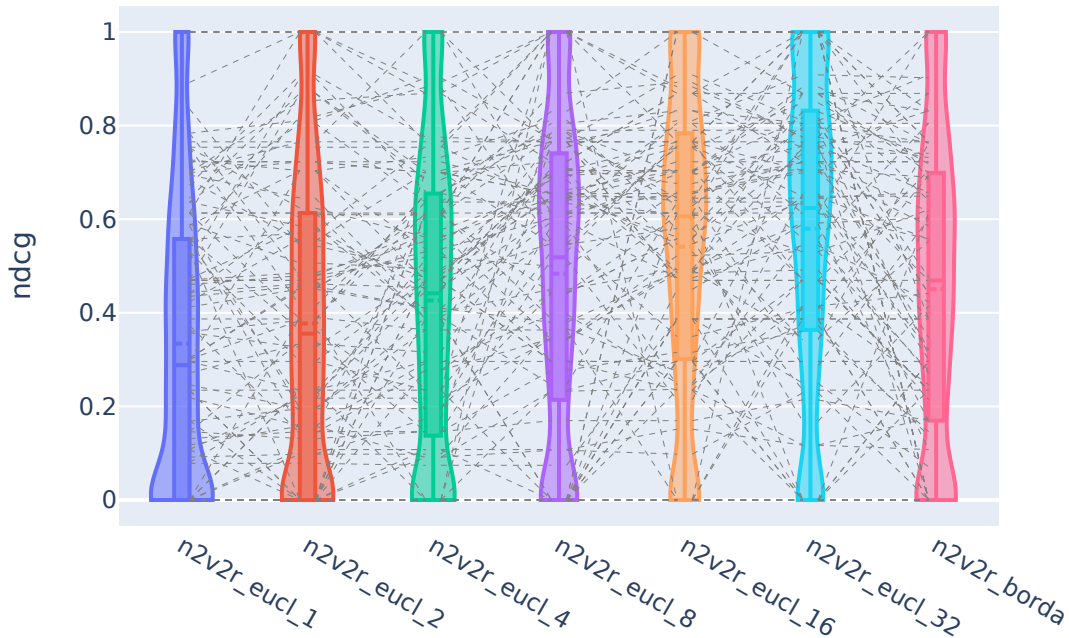 ndcg
1
0.8
0.6
0.4
0.2
0
n2v2r_eucl_1
n2v2r_eucl_2
n2v2r_eucl_4
n2v2r_eucl_8
n2v2r_eucl_16
n2v2r_eucl_32
n2v2r_borda